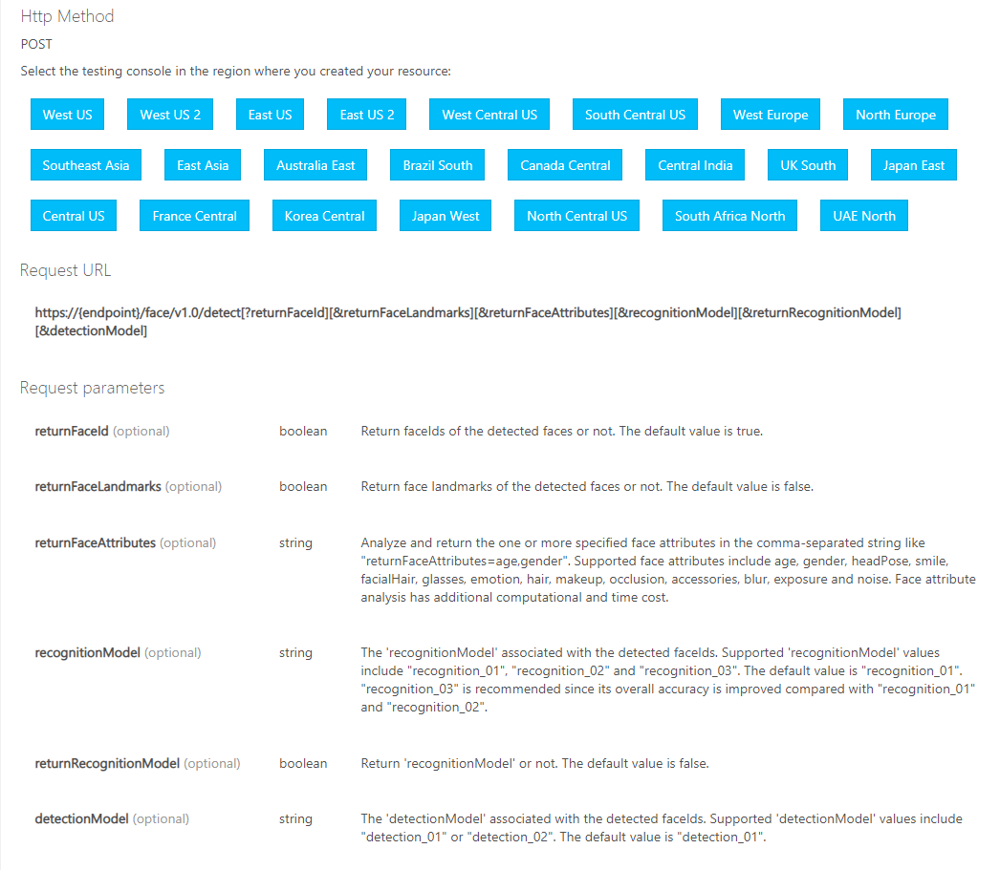 Http Method
POST
Select the testing console in the region where you created your resource:
West US West US 2 East US East US 2 West Central US South Central US West Europe North Europe
Southeast Asia East Asia Australia East Brazil South Canada Central Central India UK South Japan East
Central US France Central Korea Central Japan West North Central US South Africa North UAE North
Request URL
https://{endpoint}/face/v1.0/detect[?returnFaceId][&returnFaceLandmarks][&returnFaceAttributes][&recognitionModel][&returnRecognitionModel]
[&detectionModel]
Request parameters
returnFaceId (optional) boolean Return faceIds of the detected faces or not. The default value is true.
returnFaceLandmarks (optional) boolean Return face landmarks of the detected faces or not. The default value is false.
returnFaceAttributes (optional) string Analyze and return the one or more specified face attributes in the comma-separated string like
"returnFaceAttributes=age,gender". Supported face attributes include age, gender, headPose, smile,
facialHair, glasses, emotion, hair, makeup, occlusion, accessories, blur, exposure and noise. Face attribute
analysis has additional computational and time cost.
recognitionModel (optional) string The 'recognitionModel' associated with the detected faceIds. Supported 'recognitionModel' values
include "recognition_01", "recognition_02" and "recognition_03". The default value is "recognition_01".
"recognition_03" is recommended since its overall accuracy is improved compared with "recognition_01"
and "recognition_02".
returnRecognitionModel (optional) boolean Return 'recognitionModel' or not. The default value is false.
detectionModel (optional) string The 'detectionModel' associated with the detected faceIds. Supported 'detectionModel' values include
"detection_01" or "detection_02". The default value is "detection_01".